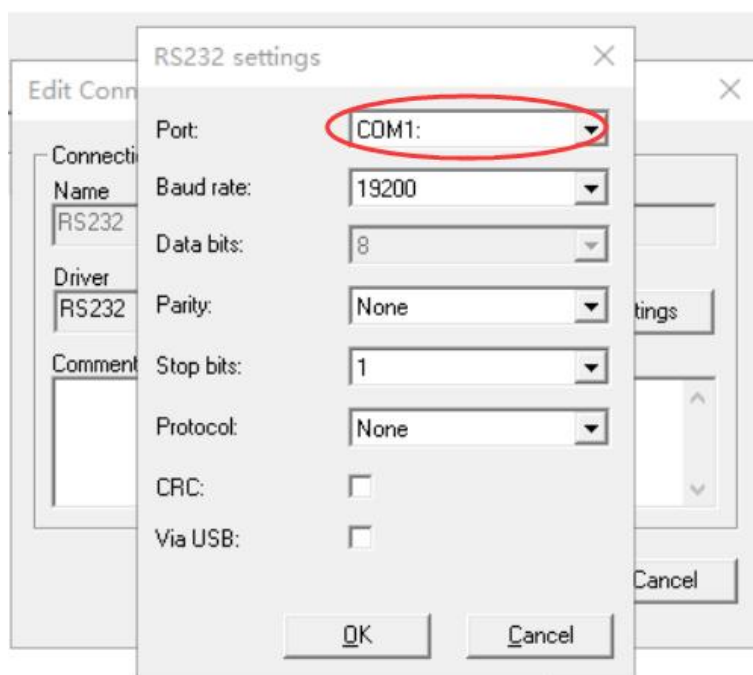 RS232 settings
Edit Conn
Port:
COM1:
Connecti
Name
Baud rate:
19200
RS232
Data bits:
8
Driver
RS232
Parity:
None
tings
Comment
Stop bits:
1
Protocol:
None
CRC:
Via USB:
Cancel
OK
Cancel